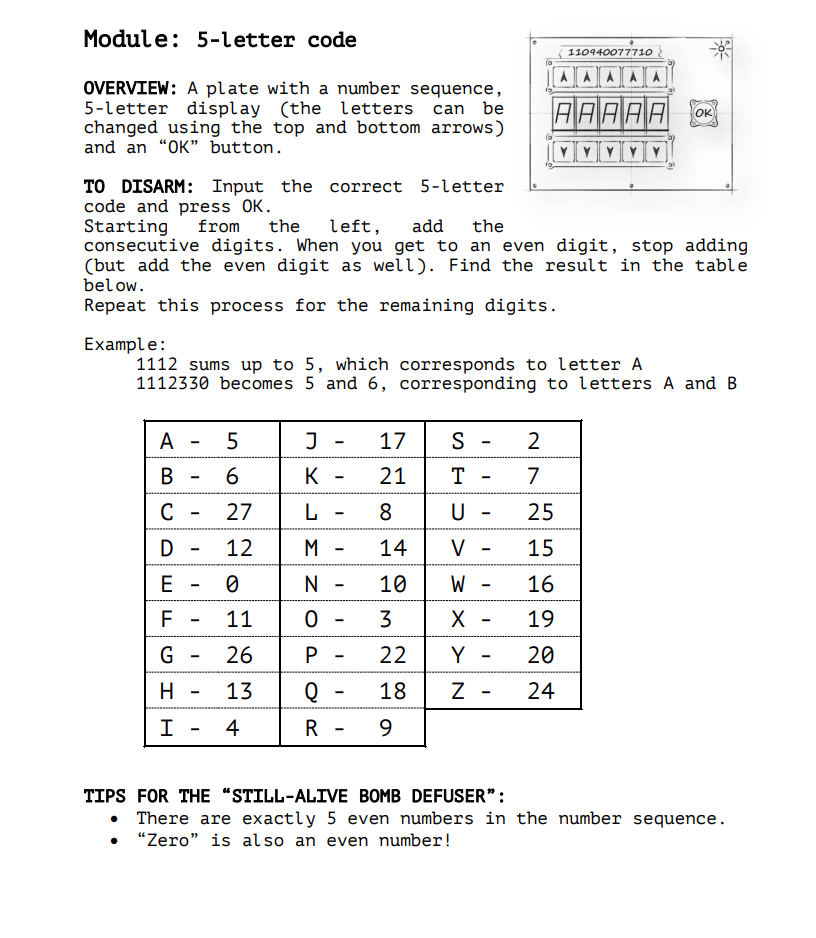 Module: 5-letter code
110940077710
OVERVIEW: A plate with a number sequence,
5-letter display (the letters can be
changed using the top and bottom arrows)
and an “OK” button.
A A A A A
OK
TO DISARM: Input the correct 5-letter
code and press OK.
Starting from the left, add the
consecutive digits. When you get to an even digit, stop adding
(but add the even digit as well). Find the result in the table
below.
Repeat this process for the remaining digits.
Example:
1112 sums up to 5, which corresponds to letter A
1112330 becomes 5 and 6, corresponding to letters A and B
A - 5 J - 17 S - 2
B - 6 K - 21 T - 7
C - 27 L - 8 U - 25
D - 12 M - 14 V - 15
E - 0 N - 10 W - 16
F - 11 O - 3 X - 19
G - 26 P - 22 Y - 20
H - 13 Q - 18 Z - 24
I - 4 R - 9
TIPS FOR THE “STILL-ALIVE BOMB DEFUSER”:
• There are exactly 5 even numbers in the number sequence.
• “Zero” is also an even number!